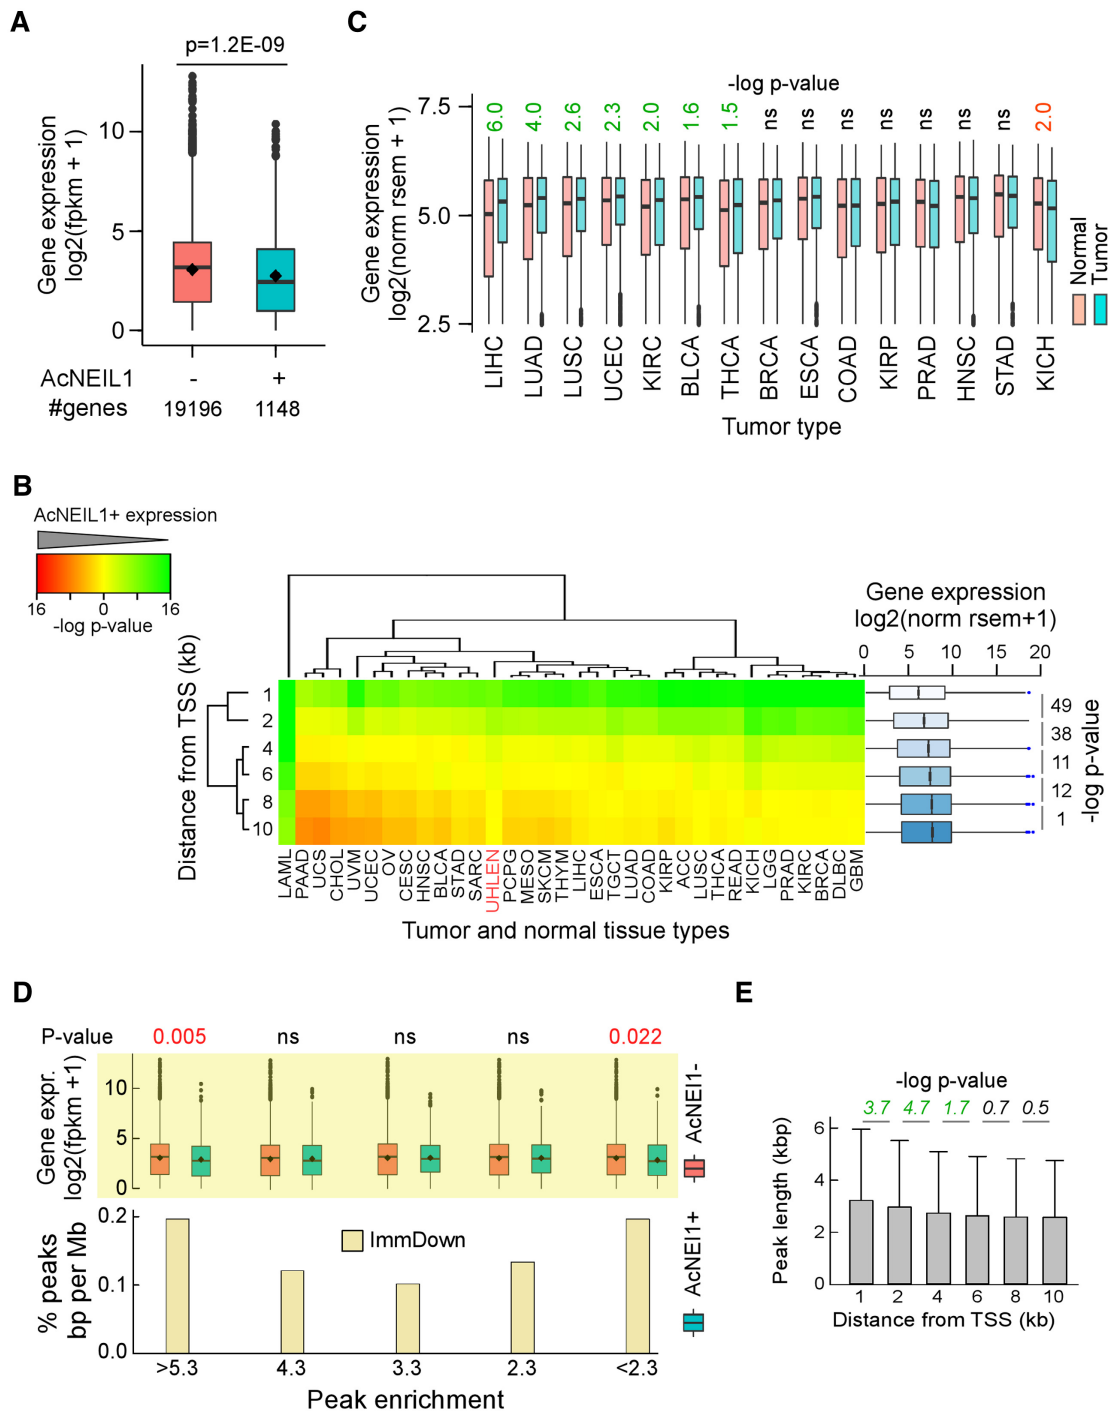 A
p=1.2E-09
Gene expression
log2(fpkm + 1)
10
5
0
AcNEIL1 - +
#genes 19196 1148
C
-log p-value
6.0 4.0 2.6 2.3 2.0 1.6 1.5 ns ns ns ns ns ns ns 2.0
Gene expression
log2(norm rsem + 1)
7.5
5.0
2.5
LIHC LUAD LUSC UCEC KIRC BLCA THCA BRCA ESCA COAD KIRP PRAD HNSC STAD KICH
Tumor type
Normal
Tumor
B
AcNEIL1+ expression
16 0 16
-log p-value
Distance from TSS (kb)
1
2
4
6
8
10
Gene expression
log2(norm rsem+1)
0 5 10 15 20
49
38
11
12
1
-log p-value
LAML PAAD UCS CHOL UVM UCEC OV CESC HNSC BLCA STAD SARC UHLEN PCPG MESO SKCM THYM LIHC ESCA TGCT LUAD COAD KIRP ACC LUSC THCA READ KICH LGG PRAD KIRC BRCA DLBC GBM
Tumor and normal tissue types
D
P-value 0.005 ns ns ns 0.022
Gene expr.
log2(fpkm +1)
10
5
0
AcNEI1-
AcNEI1+
% peaks
bp per Mb
0.2
0.1
0.0
ImmDown
>5.3 4.3 3.3 2.3 <2.3
Peak enrichment
E
-log p-value
3.7 4.7 1.7 0.7 0.5
Peak length (kbp)
6
4
2
0
1 2 4 6 8 10
Distance from TSS (kb)